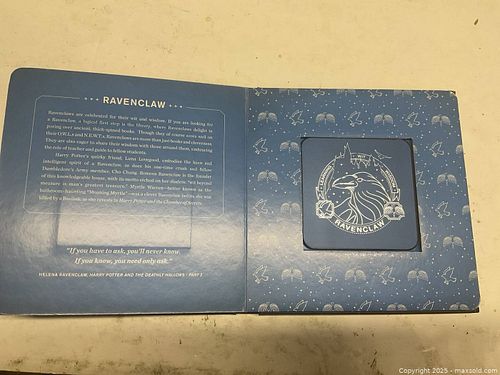 RAVENCLAW
Ravenclaws are celebrated for their wit and wisdom. If you are looking for
a Ravenclaw, a logical first step is the library, where Ravenclaws delight in
poring over ancient, thick-spined books. Though they of course work and
their O.W.L.s and N.E.W.T.s, Ravenclaws are more than just books and cleverness.
They are also eager to share their wisdom with those around them, embracing
the role of teacher and guide to fellow students.
Harry Potter's quirky friend, Luna Lovegood, embodies the keen and
intelligent spirit of a Ravenclaw, as does his one-time crush and fellow
Dumbledore's Army member, Cho Chang. Rowena Ravenclaw is the founder
of this knowledgeable house, with its motto etched on her diadem: "Wit beyond
measure is man's greatest treasure." Myrtle Warren—better known as the
bathroom-haunting "Moaning Myrtle"—was a clever Ravenclaw before she was
killed by a Basilisk, as she reveals in Harry Potter and the Chamber of Secrets.
"If you have to ask, you'll never know.
If you know, you need only ask."
HELENA RAVENCLAW, HARRY POTTER AND THE DEATHLY HALLOWS - PART 2
WIT
RAVENCLAW
Copyright 2025 - maxsold.com